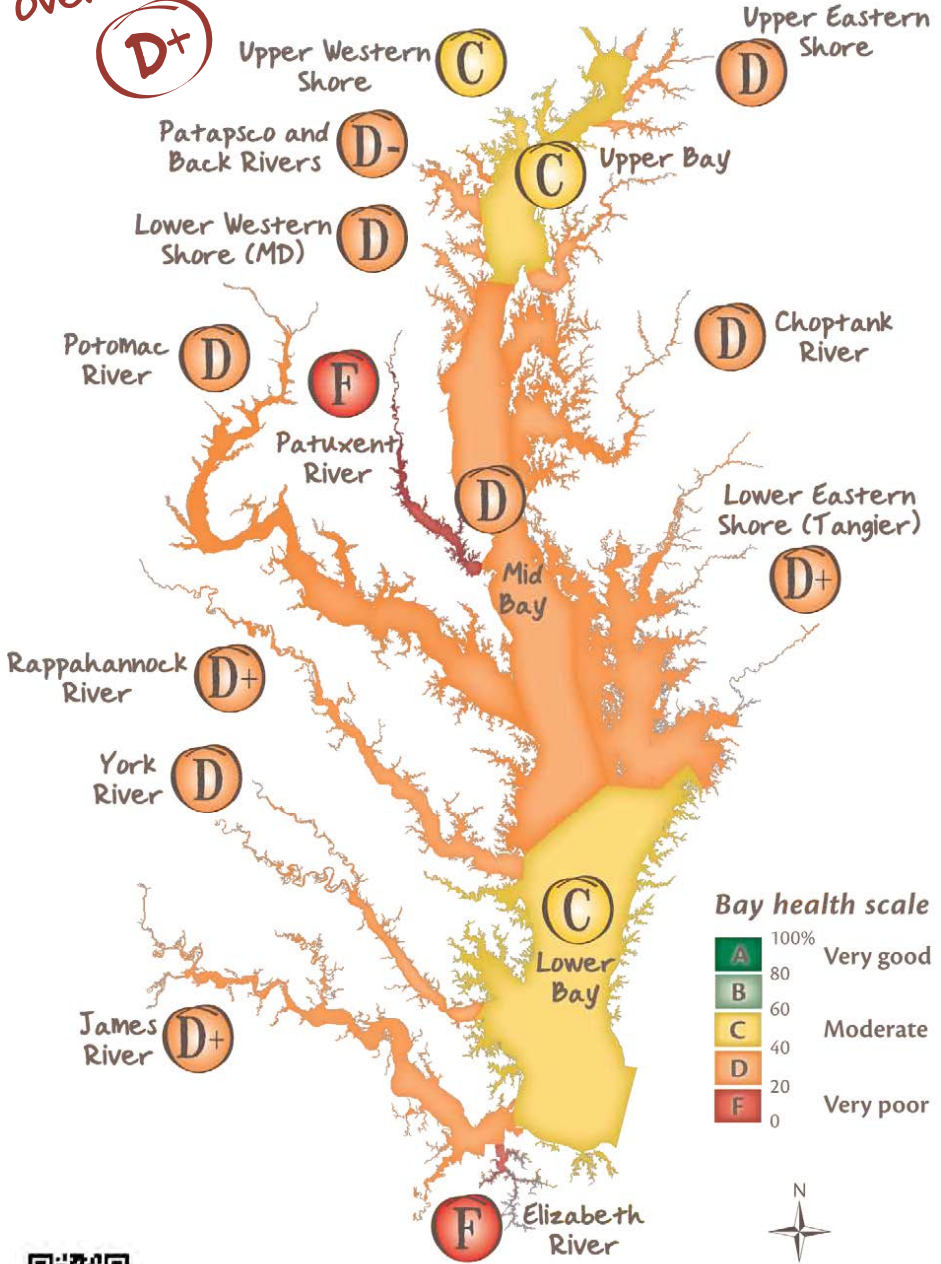 D+
Upper Western
Shore
C
Upper Eastern
Shore
D
Patapsco and
Back Rivers
D-
C
Upper Bay
Lower Western
Shore (MD)
D
Potomac
River
D
F
Patuxent
River
D
Choptank
River
D
Mid
Bay
Lower Eastern
Shore (Tangier)
D+
Rappahannock
River
D+
York
River
D
C
Lower
Bay
James
River
D+
F
Elizabeth
River
Bay health scale
100%
A
Very good
80
B
60
C
Moderate
40
D
20
F
Very poor
0
N